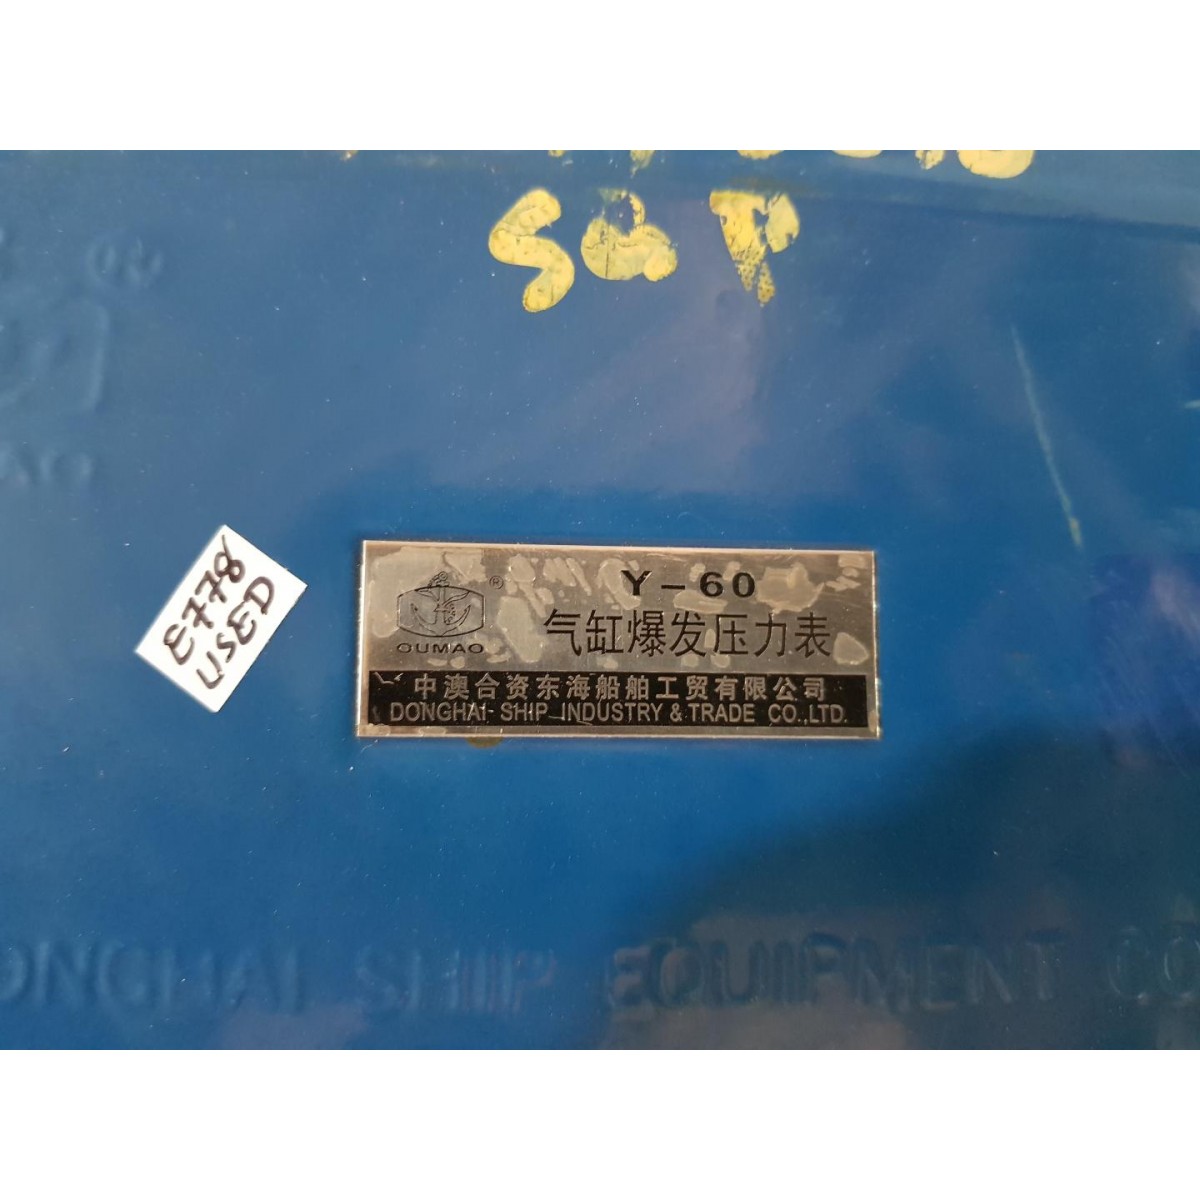 E778
USED
® Y-60
OUMAO 气缸爆发压力表
中澳合资东海船舶工贸有限公司
DONGHAI SHIP INDUSTRY & TRADE CO.,LTD.
ONGHAI SHIP EQUIPMENT CO